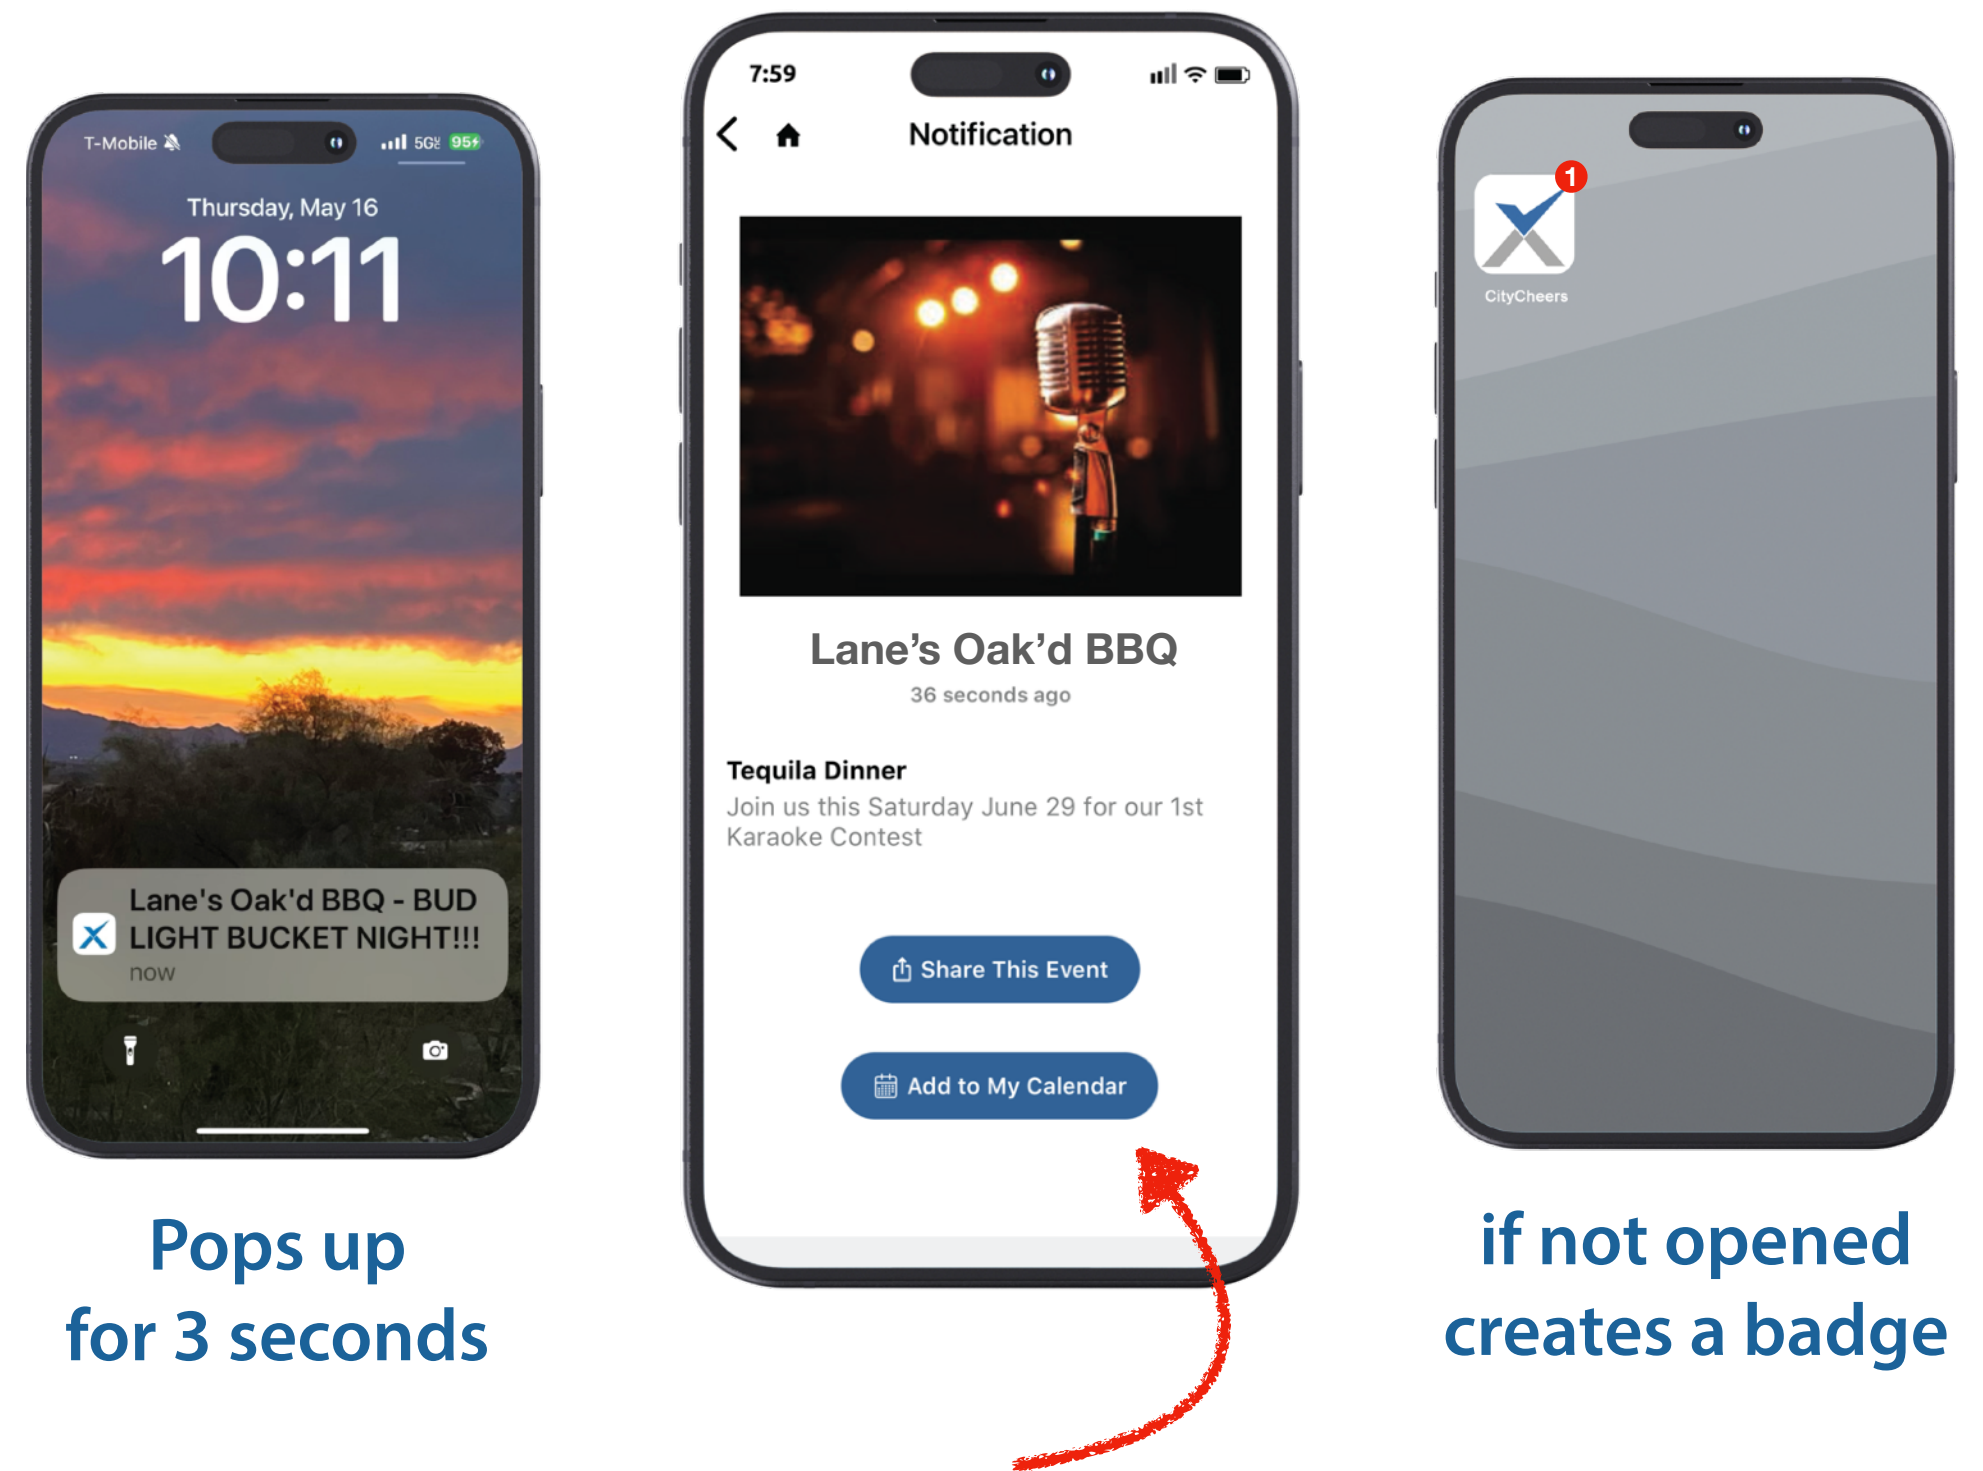 T-Mobile
5G
95
Thursday, May 16
10:11
Lane's Oak'd BBQ - BUD
LIGHT BUCKET NIGHT!!!
now
Pops up
for 3 seconds
7:59
Notification
Lane’s Oak’d BBQ
36 seconds ago
Tequila Dinner
Join us this Saturday June 29 for our 1st
Karaoke Contest
Share This Event
Add to My Calendar
1
CityCheers
if not opened
creates a badge